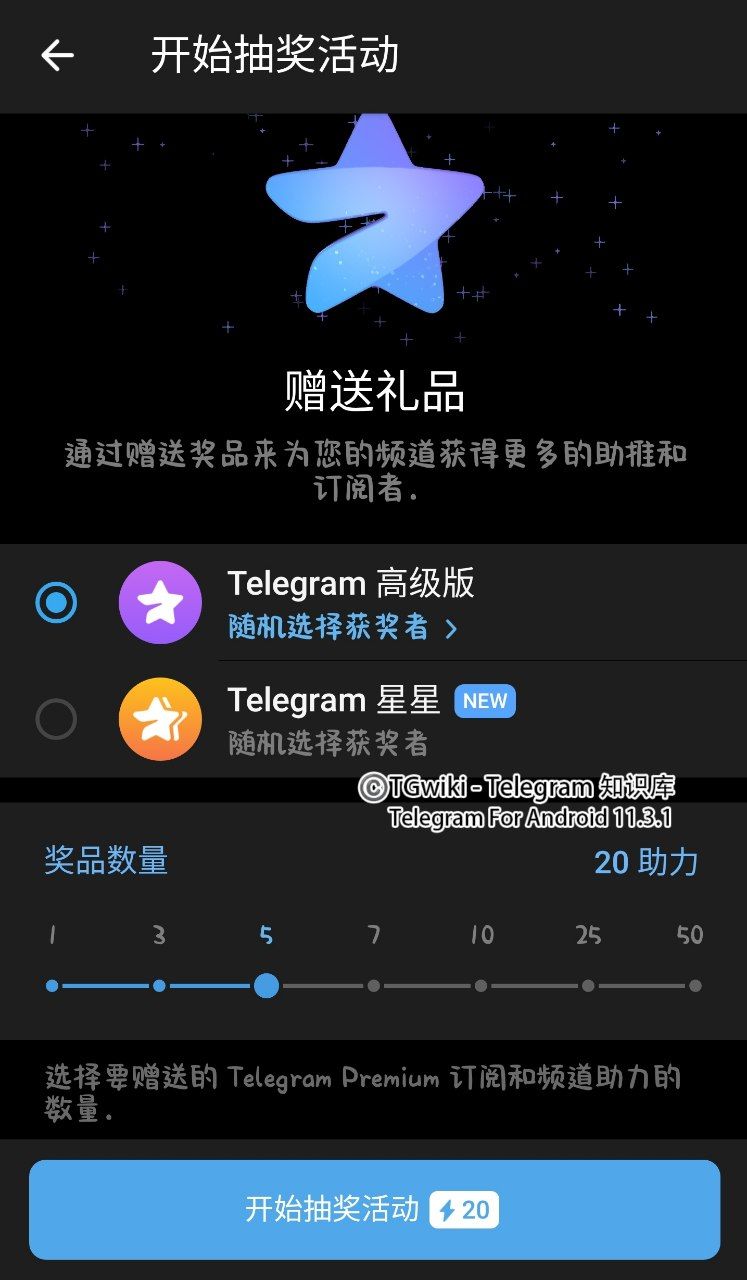 开始抽奖活动
赠送礼品
通过赠送奖品来为您的频道获得更多的助推和
订阅者.
Telegram 高级版
随机选择获奖者 >
Telegram 星星 NEW
随机选择获奖者
©TGwiki - Telegram 知识库
Telegram For Android 11.3.1
奖品数量 20 助力
1 3 5 7 10 25 50
选择要赠送的 Telegram Premium 订阅和频道助力的
数量.
开始抽奖活动 20